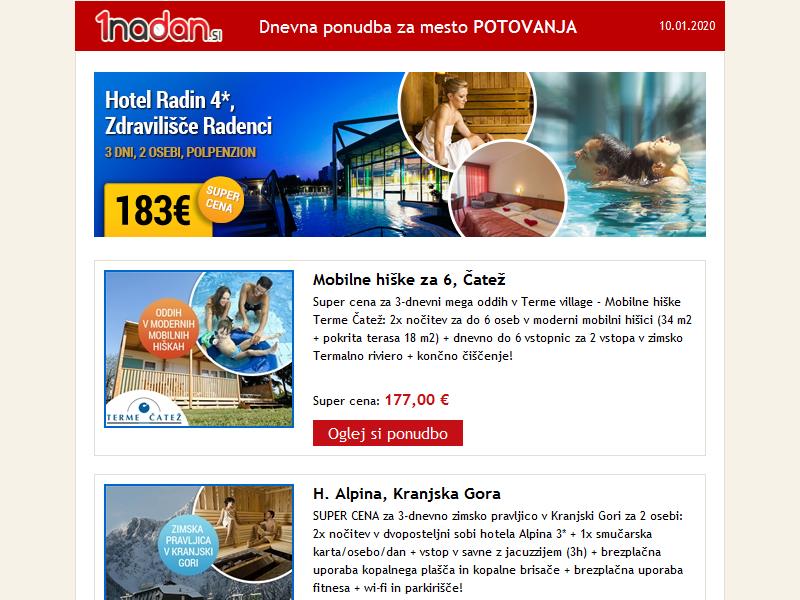 1nadan.si
Dnevna ponudba za mesto POTOVANJA
10.01.2020
Hotel Radin 4*,
Zdravilišče Radenci
3 DNI, 2 OSEBI, POLPENZION
183€
SUPER
CENA
ODDIH
V MODERNIH
MOBILNIH
HIŠKAH
TERME ČATEŽ
Mobilne hiške za 6, Čatež
Super cena za 3-dnevni mega oddih v Terme village - Mobilne hiške
Terme Čatež: 2x nočitev za do 6 oseb v moderni mobilni hišici (34 m2
+ pokrita terasa 18 m2) + dnevno do 6 vstopnic za 2 vstopa v zimsko
Termalno riviero + končno čiščenje!
Super cena: 177,00 €
Oglej si ponudbo
ZIMSKA
PRAVLJICA
V KRANJSKI
GORI
H. Alpina, Kranjska Gora
SUPER CENA za 3-dnevno zimsko pravljico v Kranjski Gori za 2 osebi:
2x nočitev v dvoposteljni sobi hotela Alpina 3* + 1x smučarska
karta/osebo/dan + vstop v savne z jacuzzijem (3h) + brezplačna
uporaba kopalnega plašča in kopalne brisače + brezplačna uporaba
fitnesa + wi-fi in parkirišče!